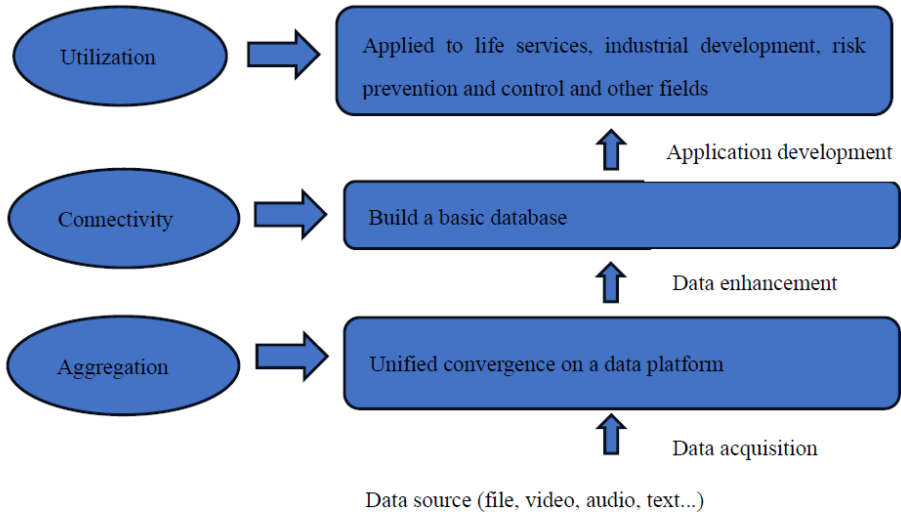 Utilization
Applied to life services, industrial development, risk
prevention and control and other fields
Application development
Connectivity
Build a basic database
Data enhancement
Aggregation
Unified convergence on a data platform
Data acquisition
Data source (file, video, audio, text...)